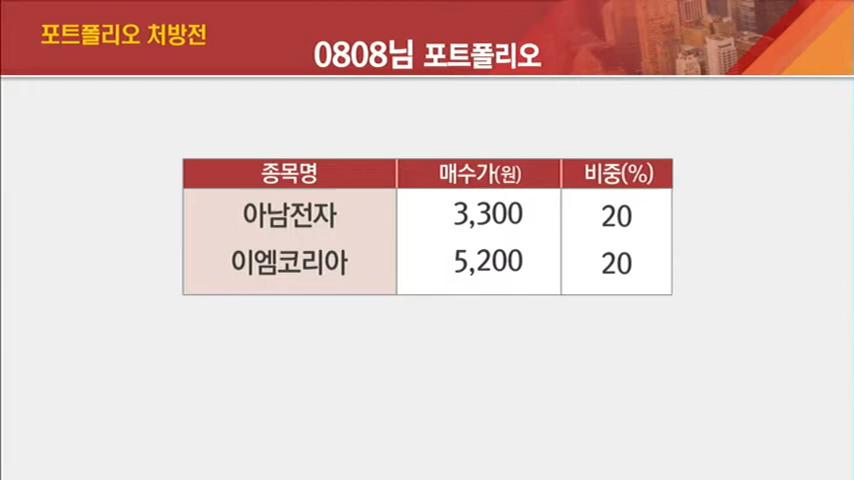 포트폴리오 처방전
0808님 포트폴리오
종목명 매수가(원) 비중(%)
아남전자 3,300 20
이엠코리아 5,200 20